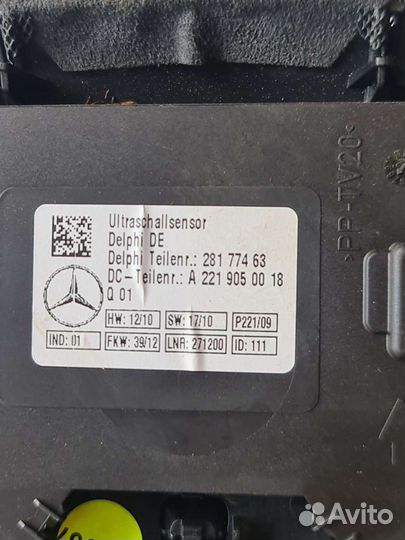 Ultraschallsensor
Delphi DE
Delphi Teilenr.: 281 774 63
DC-Teilenr.: A 221 905 00 18
Q 01
HW: 12/10 SW: 17/10 P221/09
IND: 01 FKW: 39/12 LNR: 271200 ID: 111
>PP-TV20<
Avito